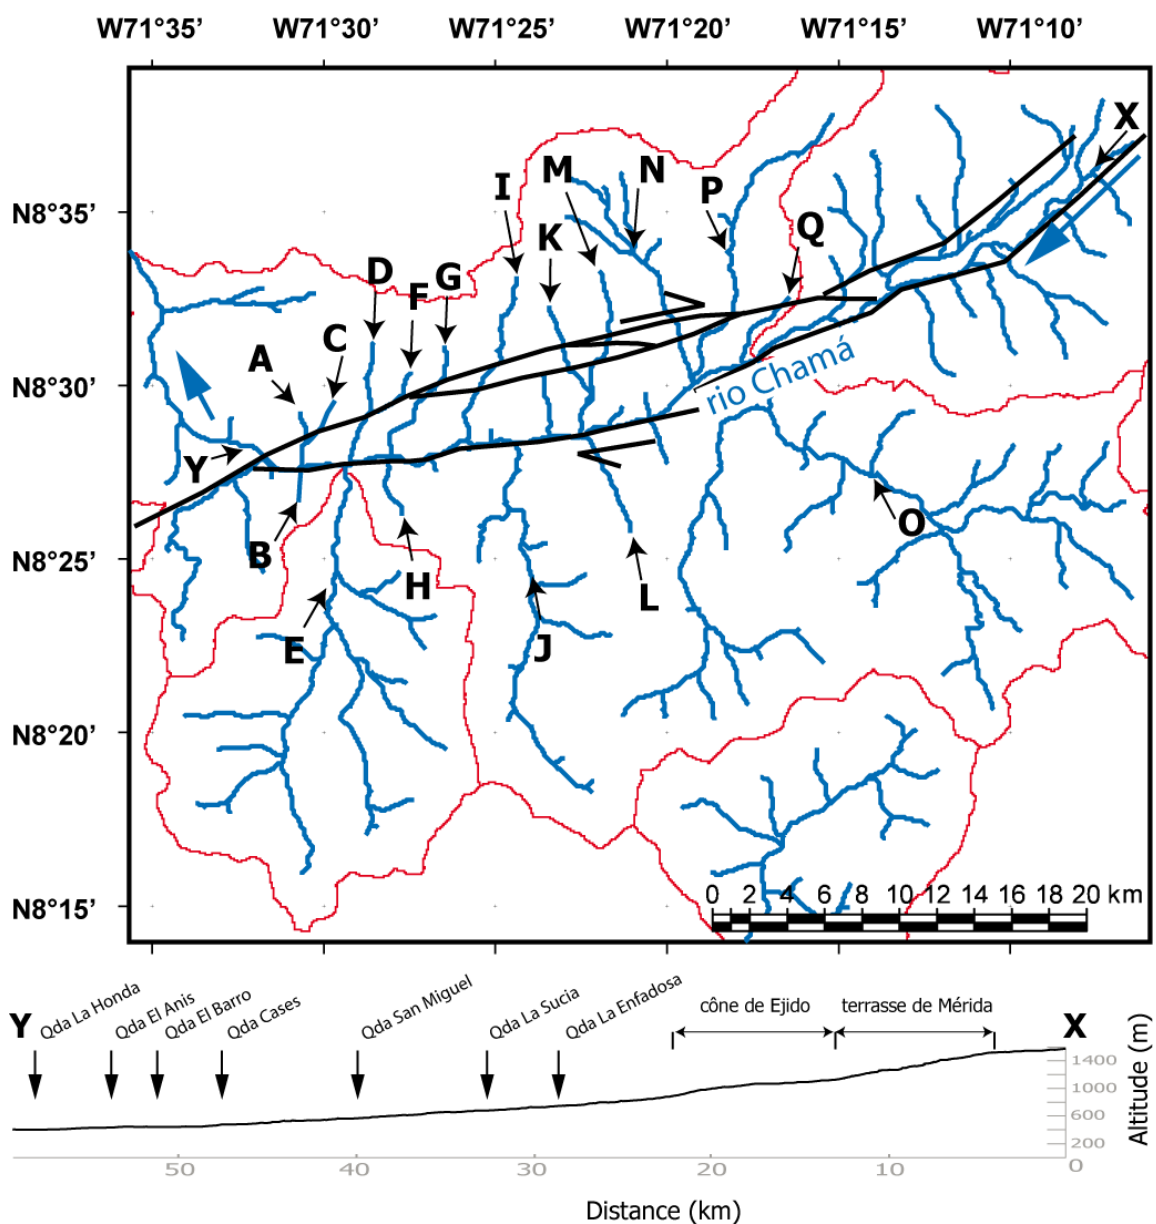 W71°35’ W71°30’ W71°25’ W71°20’ W71°15’ W71°10’
X
M N
I P
N8°35’
K Q
D G
F
C
A
N8°30’
rio Chamá
Y
O
B
N8°25’
H
L
E J
N8°20’
0 2 4 6 8 10 12 14 16 18 20 km
N8°15’
Y Qda La Honda Qda El Anis Qda El Barro Qda Cases Qda San Miguel Qda La Sucia Qda La Enfadosa cône de Ejido terrasse de Mérida X
1400
1000
600
200
0
Altitude (m)
50 40 30 20 10
Distance (km)